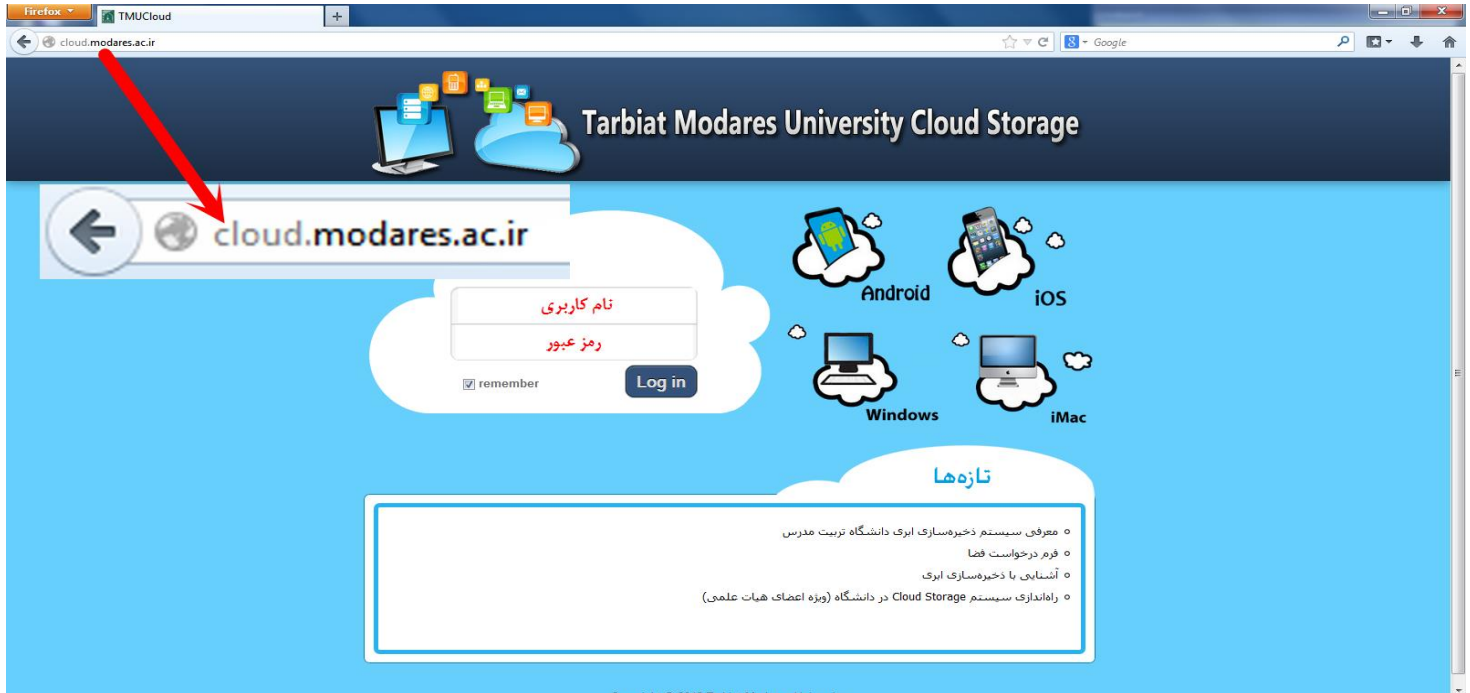 Firefox
TMUCloud
cloud.modares.ac.ir
Google
Tarbiat Modares University Cloud Storage
cloud.modares.ac.ir
Android
iOS
نام کاربری
رمز عبور
remember
Log in
Windows
iMac
تازه‌ها
معرفی سیستم ذخیره‌سازی ابری دانشگاه تربیت مدرس
فرم درخواست فضا
آشنایی با ذخیره‌سازی ابری
راه‌اندازی سیستم Cloud Storage در دانشگاه (ویژه اعضای هیات علمی)